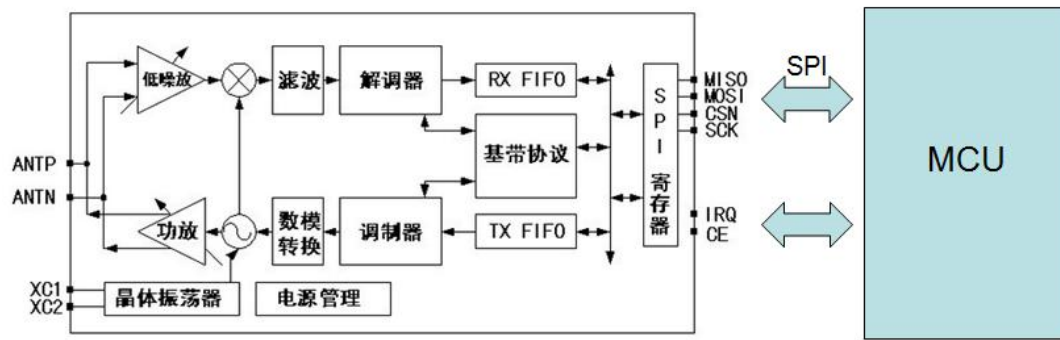 低噪放
滤波
解调器
RX FIFO
SPI 寄存器
MISO
MOSI
CSN
SCK
SPI
MCU
基带协议
ANTP
ANTN
功放
数模
转换
调制器
TX FIFO
IRQ
CE
XC1
XC2
晶体振荡器
电源管理